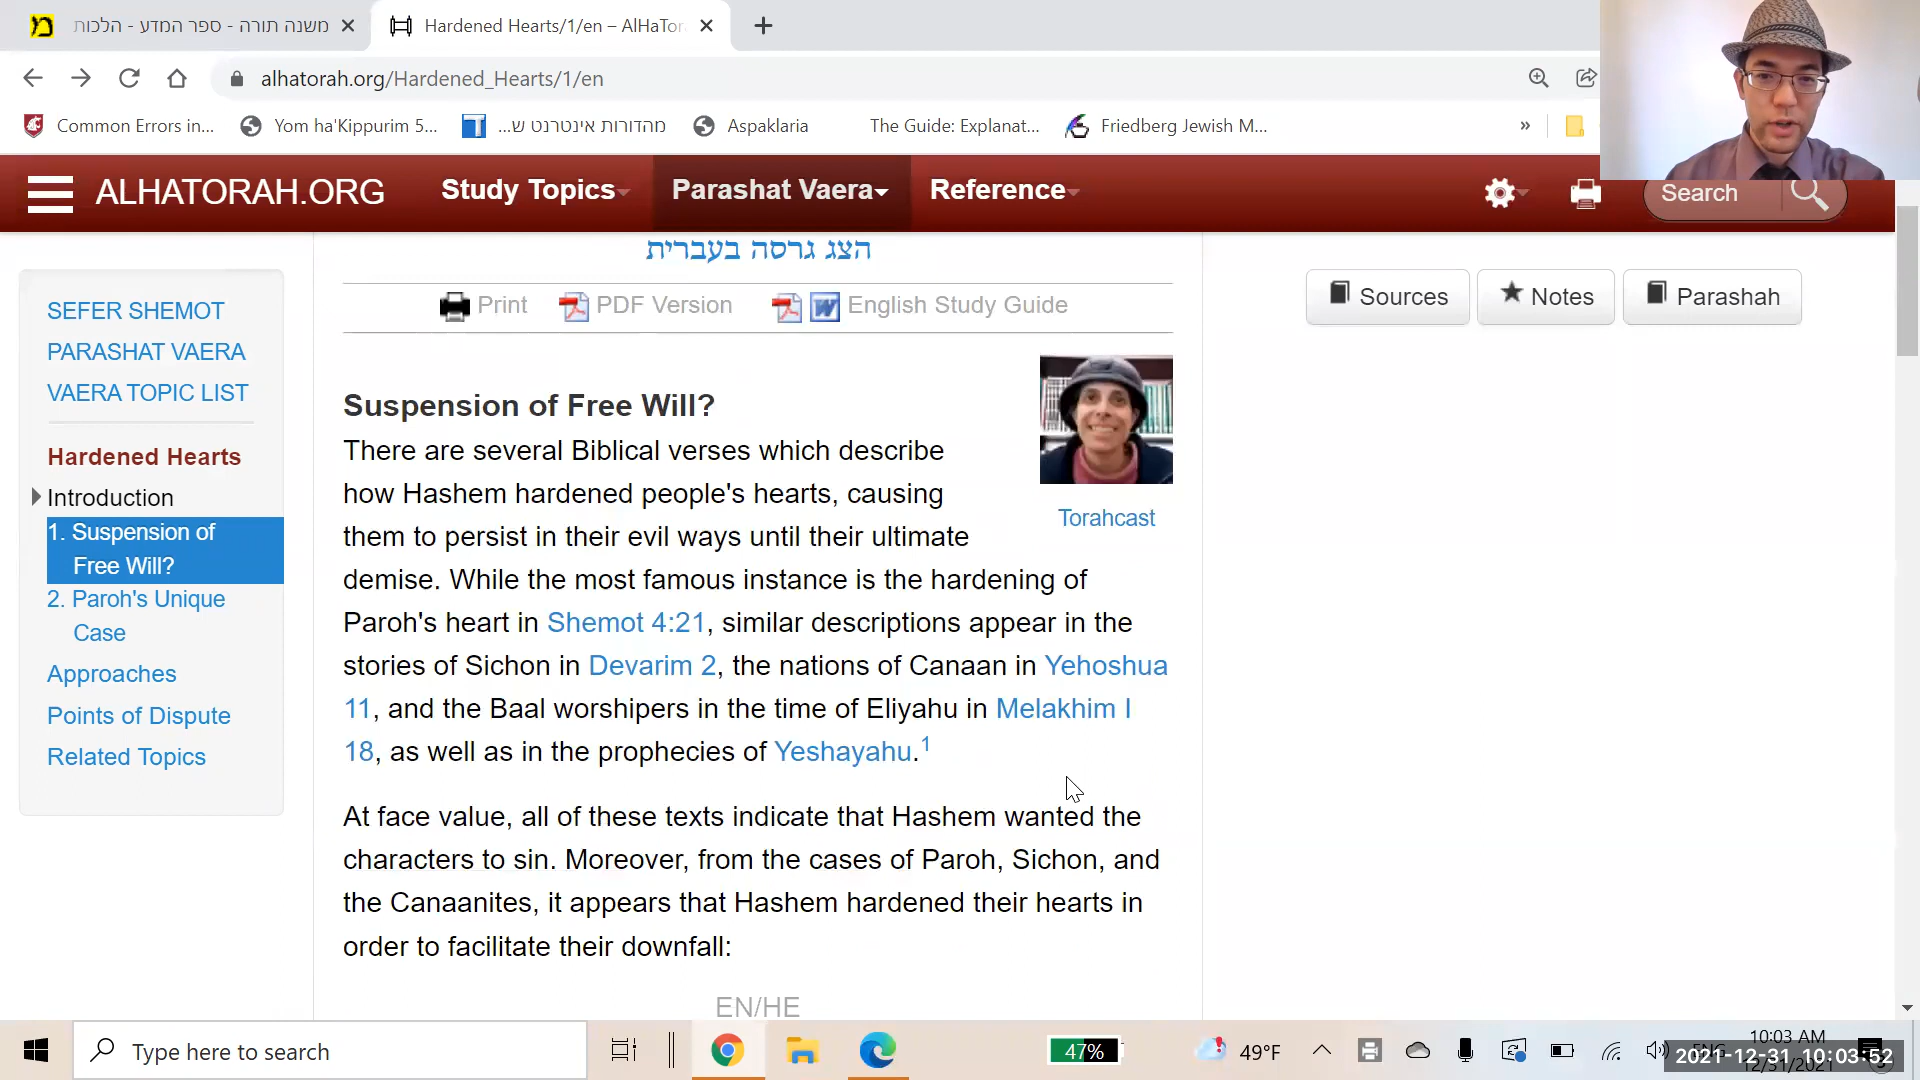 משנה תורה - ספר המדע - הלכות
Hardened Hearts/1/en – AlHaTor
alhatorah.org/Hardened_Hearts/1/en
Common Errors in...
Yom ha'Kippurim 5...
מהדורות אינטרנט ש...
Aspaklaria
The Guide: Explanat...
Friedberg Jewish M...
»
ALHATORAH.ORG
Study Topics
Parashat Vaera
Reference
Search
הצג גרסה בעברית
Print
PDF Version
English Study Guide
Sources
Notes
Parashah
SEFER SHEMOT
PARASHAT VAERA
VAERA TOPIC LIST
Hardened Hearts
Introduction
1. Suspension of
Free Will?
2. Paroh's Unique
Case
Approaches
Points of Dispute
Related Topics
Torahcast
Suspension of Free Will?
There are several Biblical verses which describe
how Hashem hardened people's hearts, causing
them to persist in their evil ways until their ultimate
demise. While the most famous instance is the hardening of
Paroh's heart in Shemot 4:21, similar descriptions appear in the
stories of Sichon in Devarim 2, the nations of Canaan in Yehoshua
11, and the Baal worshipers in the time of Eliyahu in Melakhim I
18, as well as in the prophecies of Yeshayahu.1
At face value, all of these texts indicate that Hashem wanted the
characters to sin. Moreover, from the cases of Paroh, Sichon, and
the Canaanites, it appears that Hashem hardened their hearts in
order to facilitate their downfall:
EN/HE
Type here to search
47%
49°F
10:03 AM
2021-12-31 10:03:52